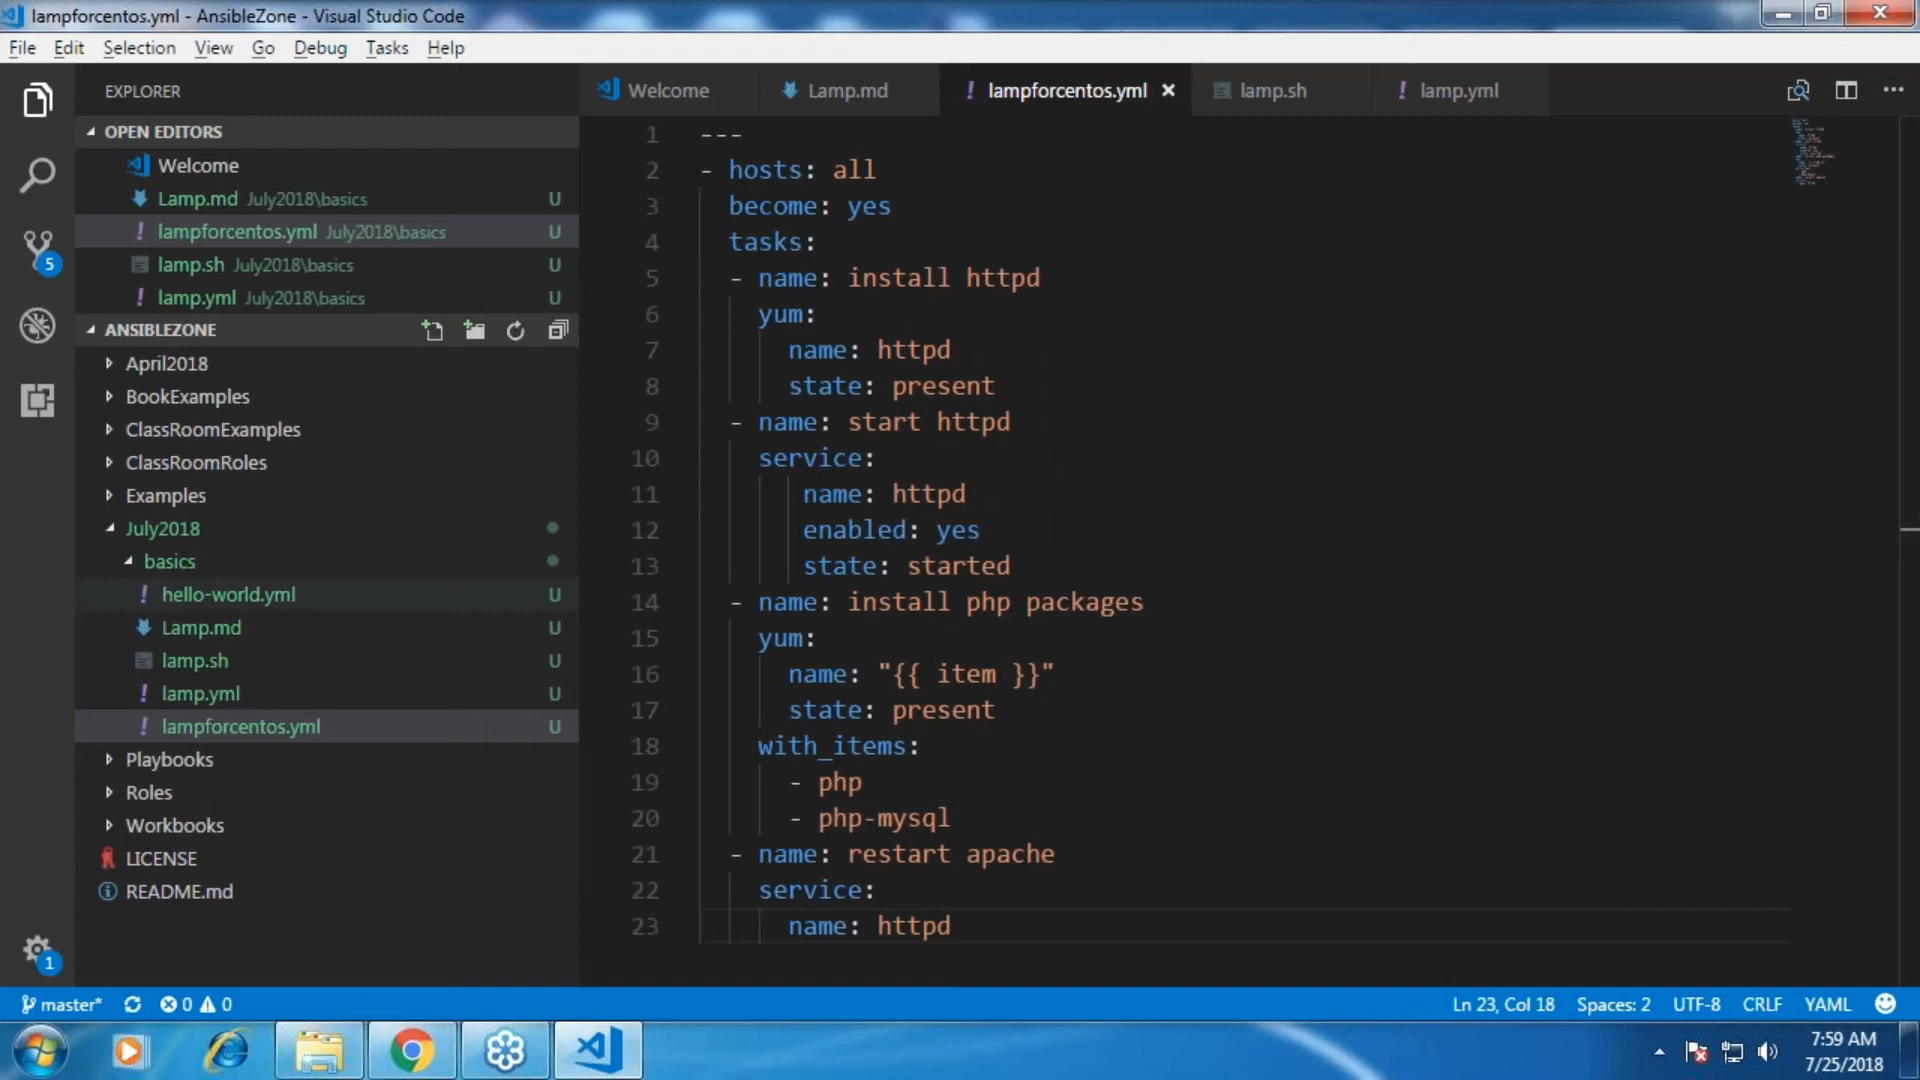 lampforcentos.yml - AnsibleZone - Visual Studio Code
File Edit Selection View Go Debug Tasks Help
EXPLORER
OPEN EDITORS
Welcome
Lamp.md July2018\basics U
lampforcentos.yml July2018\basics U
lamp.sh July2018\basics U
lamp.yml July2018\basics U
ANSIBLEZONE
April2018
BookExamples
ClassRoomExamples
ClassRoomRoles
Examples
July2018
basics
hello-world.yml U
Lamp.md U
lamp.sh U
lamp.yml U
lampforcentos.yml U
Playbooks
Roles
Workbooks
LICENSE
README.md
5
1
Welcome Lamp.md lampforcentos.yml lamp.sh lamp.yml
1 ---
2 - hosts: all
3 become: yes
4 tasks:
5 - name: install httpd
6 yum:
7 name: httpd
8 state: present
9 - name: start httpd
10 service:
11 name: httpd
12 enabled: yes
13 state: started
14 - name: install php packages
15 yum:
16 name: "{{ item }}"
17 state: present
18 with_items:
19 - php
20 - php-mysql
21 - name: restart apache
22 service:
23 name: httpd
master* 0 0 Ln 23, Col 18 Spaces: 2 UTF-8 CRLF YAML
7:59 AM
7/25/2018